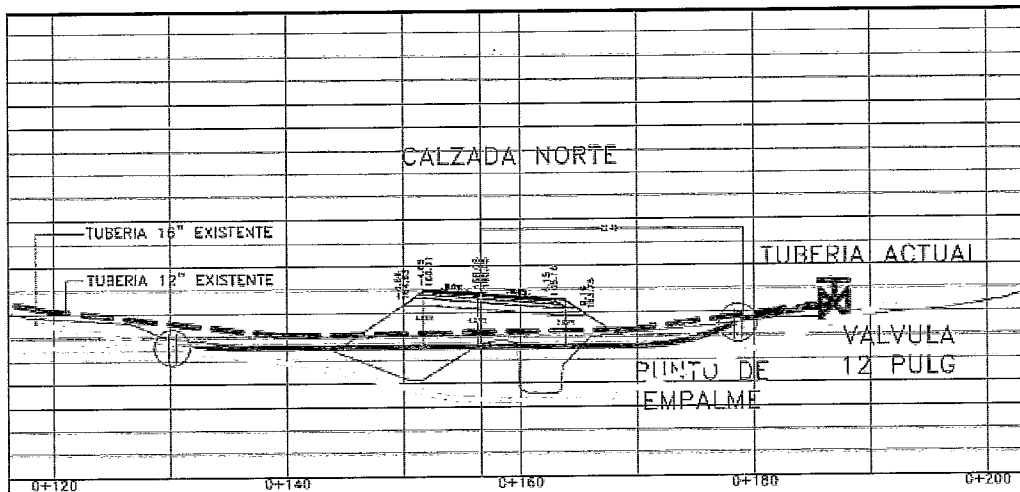 CALZADA NORTE
TUBERIA 16" EXISTENTE
TUBERIA ACTUAL
TUBERIA 12" EXISTENTE
VALVULA
12 PULG
PUNTO DE
EMPALME
0+120
0+140
0+160
0+180
0+200